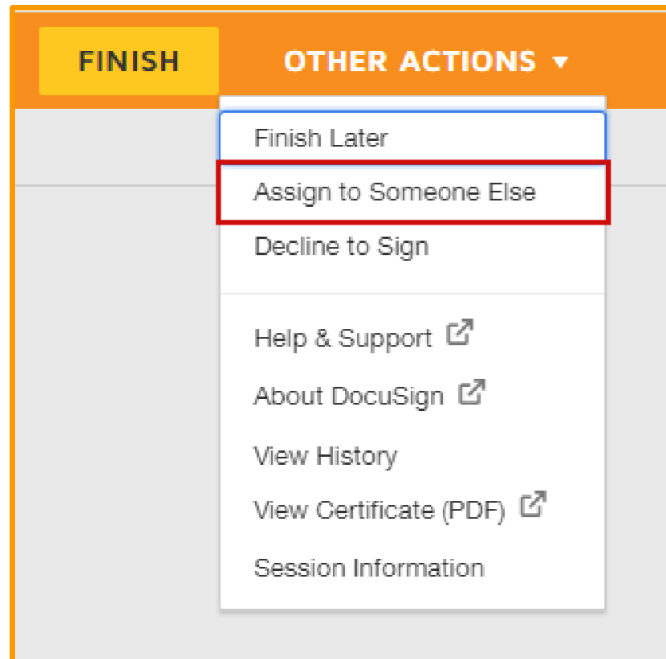 FINISH
OTHER ACTIONS
Finish Later
Assign to Someone Else
Decline to Sign
Help & Support
About DocuSign
View History
View Certificate (PDF)
Session Information